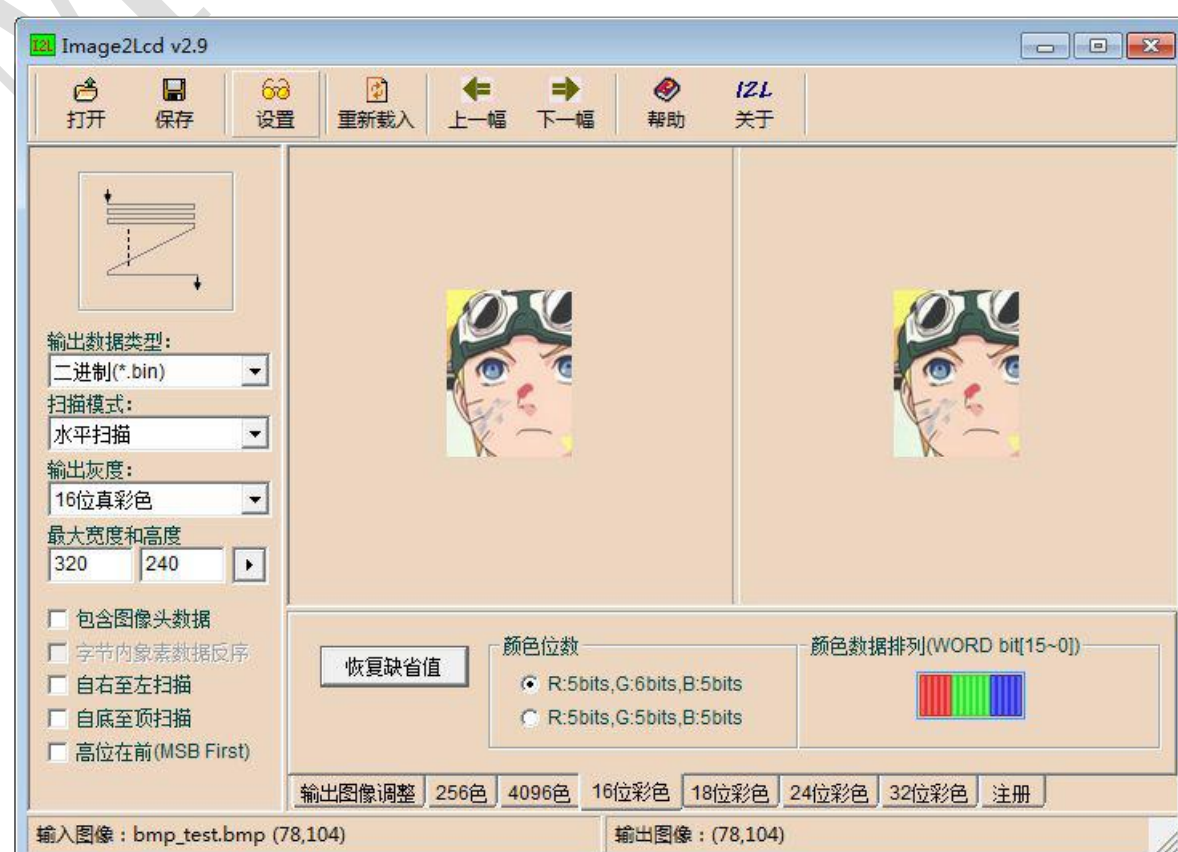 I2L Image2Lcd v2.9
打开 保存 设置 重新载入 上一幅 下一幅 帮助 I2L 关于
输出数据类型:
二进制(*.bin)
扫描模式:
水平扫描
输出灰度:
16位真彩色
最大宽度和高度
320 240
包含图像头数据
字节内象素数据反序
自右至左扫描
自底至顶扫描
高位在前(MSB First)
恢复缺省值
颜色位数
R:5bits,G:6bits,B:5bits
R:5bits,G:5bits,B:5bits
颜色数据排列(WORD bit[15~0])
输出图像调整 256色 4096色 16位彩色 18位彩色 24位彩色 32位彩色 注册
输入图像:bmp_test.bmp (78,104)
输出图像:(78,104)